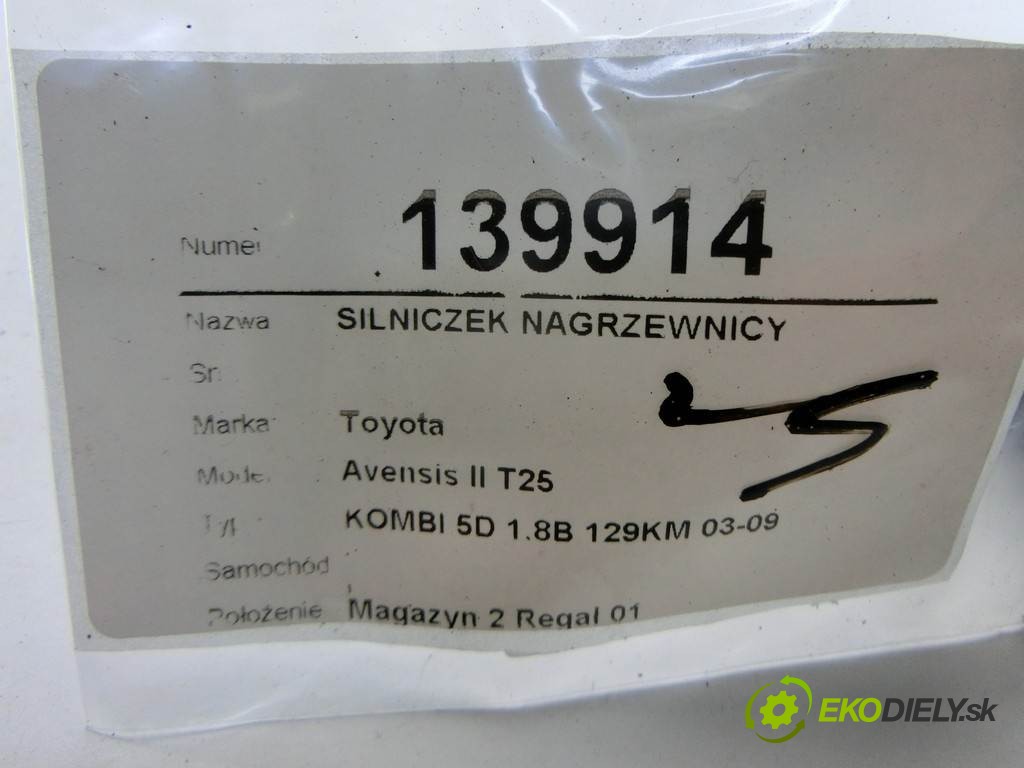 Numer 139914
Nazwa SILNICZEK NAGRZEWNICY
Sr.
Marka Toyota
Model Avensis II T25
Typ KOMBI 5D 1.8B 129KM 03-09
Samochód
Położenie Magazyn 2 Regal 01
EKODIELY.sk